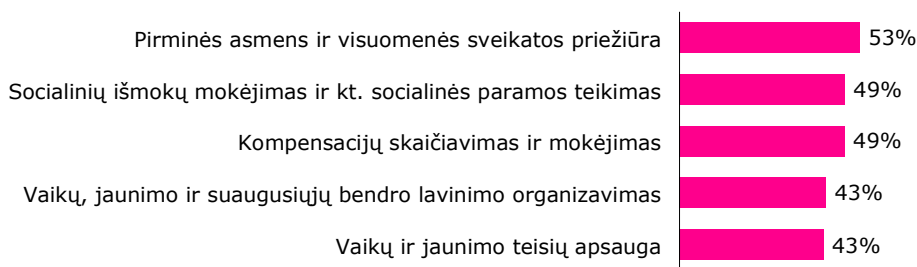 Pirminės asmens ir visuomenės sveikatos priežiūra 53%
Socialinių išmokų mokėjimas ir kt. socialinės paramos teikimas 49%
Kompensacijų skaičiavimas ir mokėjimas 49%
Vaikų, jaunimo ir suaugusiųjų bendro lavinimo organizavimas 43%
Vaikų ir jaunimo teisių apsauga 43%